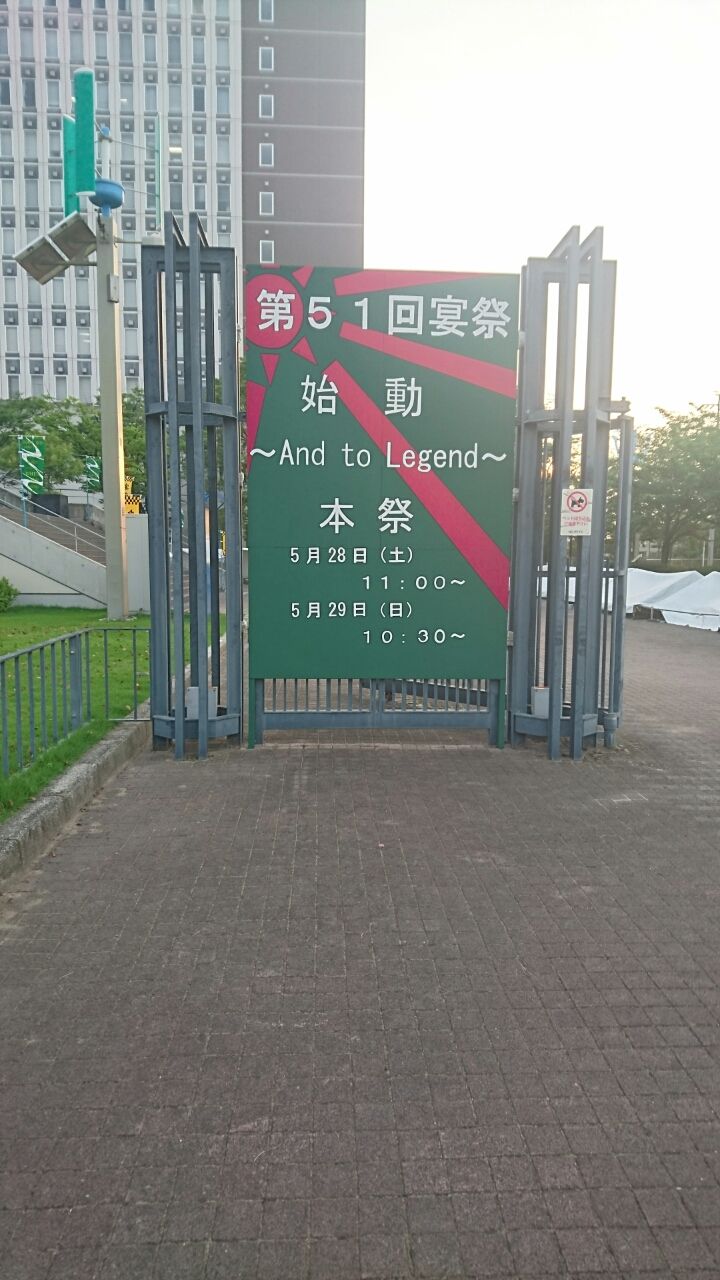 第５１回宴祭
始動
～And to Legend～
本祭
5月28日（土）
１１：００～
5月29日（日）
１０：３０～